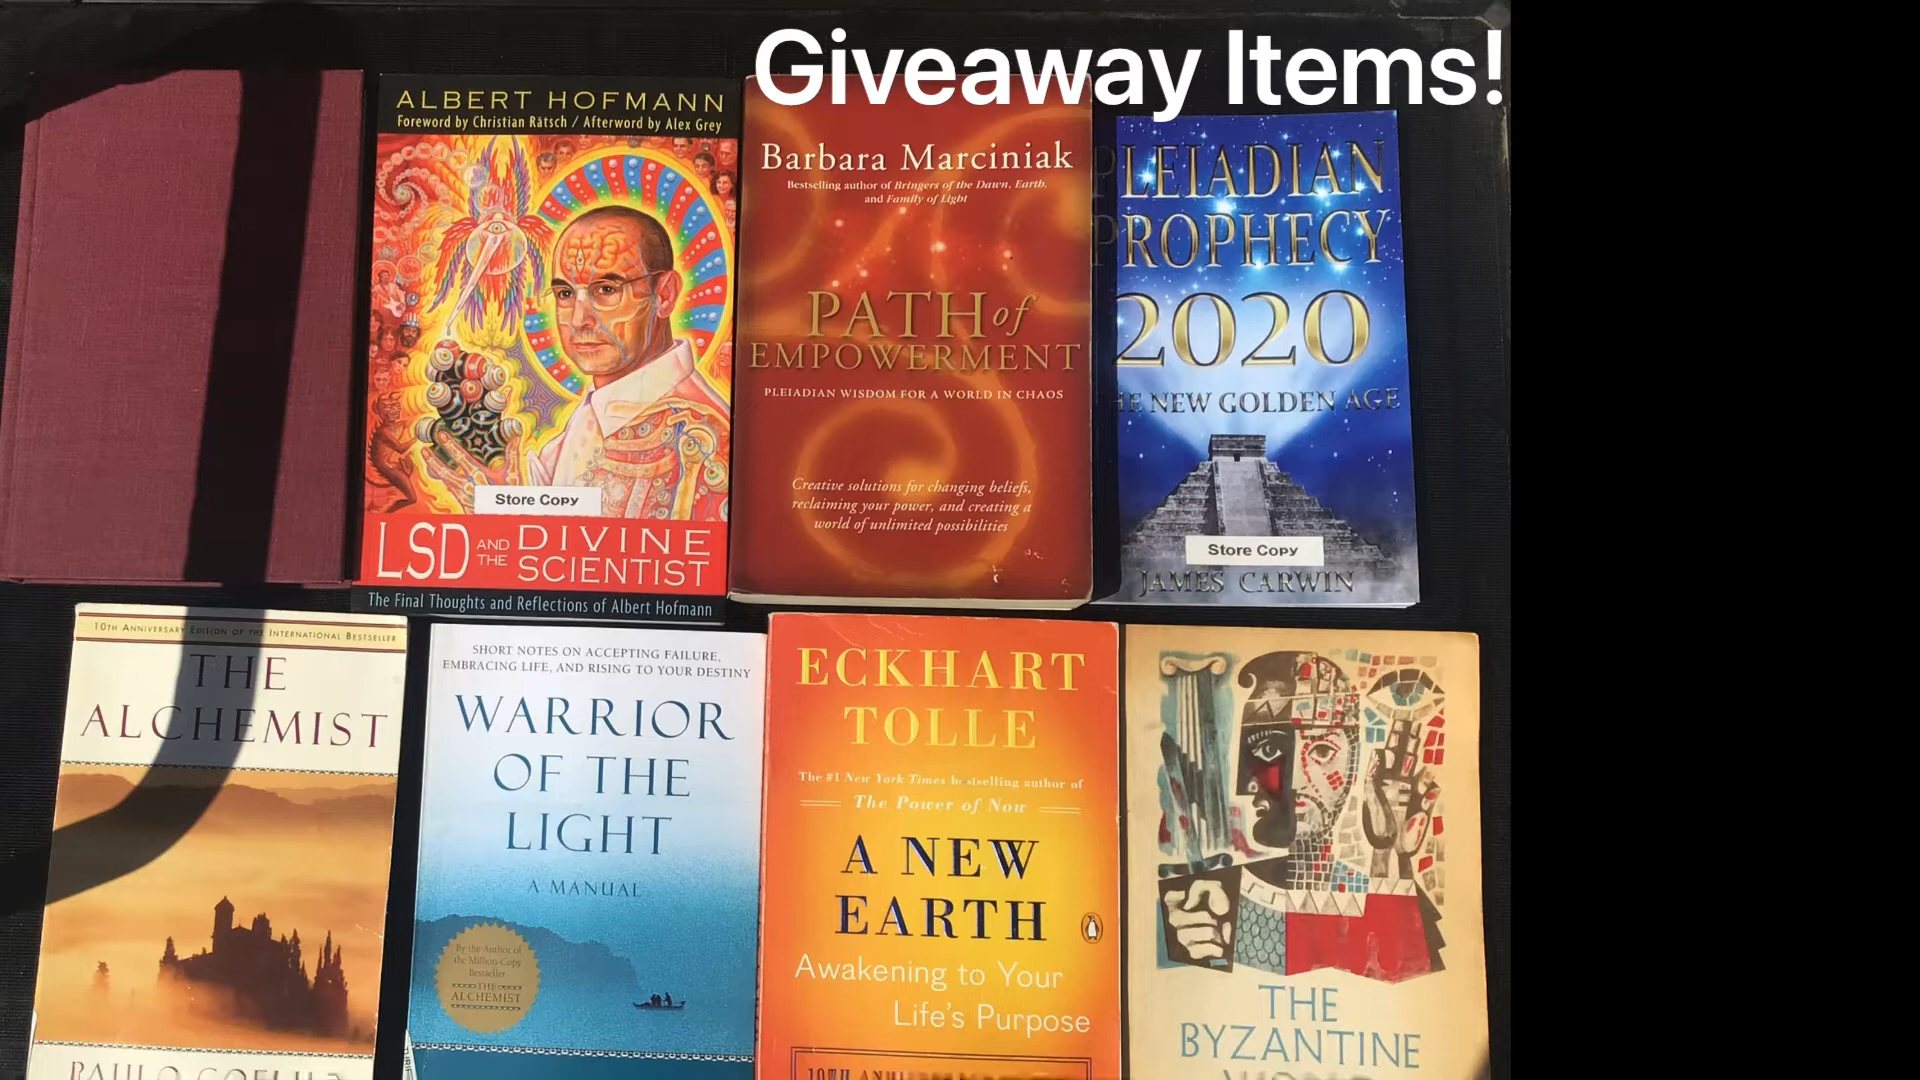 Giveaway Items!
ALBERT HOFMANN
Foreword by Christian Rätsch / Afterword by Alex Grey
Store Copy
LSD AND THE DIVINE SCIENTIST
The Final Thoughts and Reflections of Albert Hofmann
Barbara Marciniak
Bestselling author of Bringers of the Dawn, Earth,
and Family of Light
PATH of
EMPOWERMENT
PLEIADIAN WISDOM FOR A WORLD IN CHAOS
Creative solutions for changing beliefs,
reclaiming your power, and creating a
world of unlimited possibilities
PLEIADIAN
PROPHECY
2020
HE NEW GOLDEN AGE
Store Copy
JAMES CARWIN
10TH ANNIVERSARY EDITION OF THE INTERNATIONAL BESTSELLER
THE
ALCHEMIST
PAULO COELHO
SHORT NOTES ON ACCEPTING FAILURE,
EMBRACING LIFE, AND RISING TO YOUR DESTINY
WARRIOR
OF THE
LIGHT
A MANUAL
By the Author of
the Million-Copy
Bestseller
THE
ALCHEMIST
ECKHART
TOLLE
The #1 New York Times bestselling author of
The Power of Now
A NEW
EARTH
Awakening to Your
Life's Purpose
THE
BYZANTINE